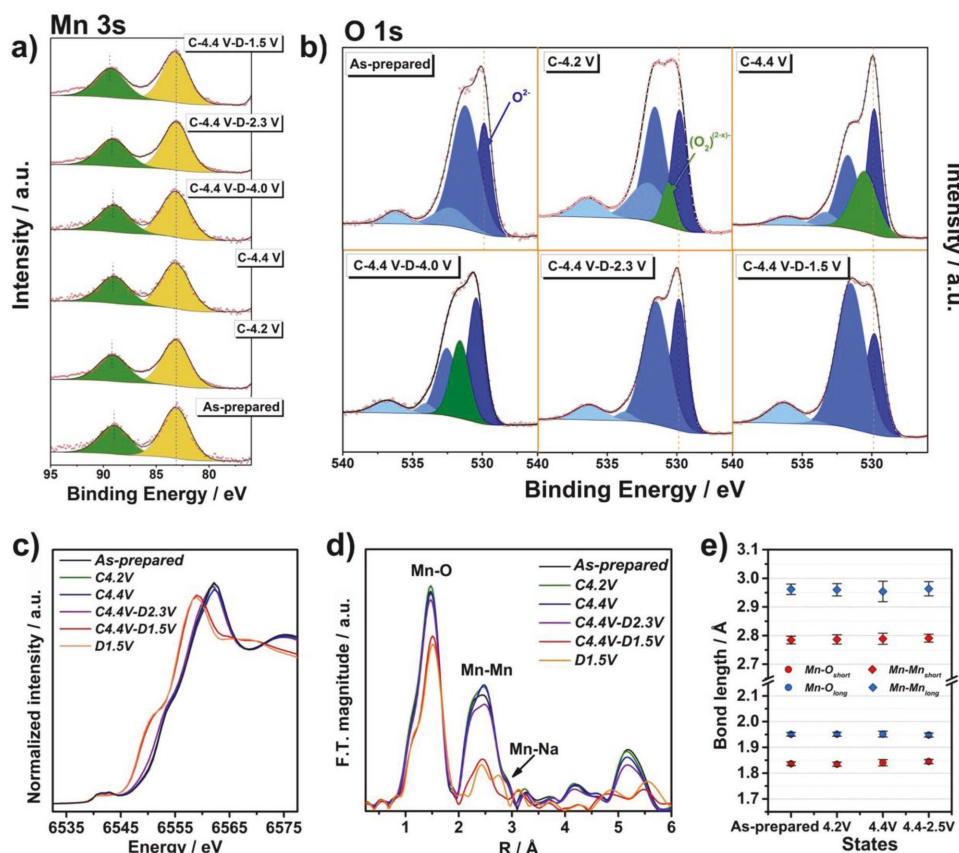 Mn 3s
a)
C-4.4 V-D-1.5 V
C-4.4 V-D-2.3 V
C-4.4 V-D-4.0 V
C-4.4 V
C-4.2 V
As-prepared
Intensity / a.u.
95 90 85 80
Binding Energy / eV
b)
O 1s
As-prepared
O2-
C-4.2 V
(O2)(2-x)-
C-4.4 V
C-4.4 V-D-4.0 V
C-4.4 V-D-2.3 V
C-4.4 V-D-1.5 V
540 530 540 530 540 530
Binding Energy / eV
Intensity / a.u.
c)
As-prepared
C4.2V
C4.4V
C4.4V-D2.3V
C4.4V-D1.5V
D1.5V
Normalized intensity / a.u.
6535 6545 6555 6565 6575
Energy / eV
d)
Mn-O
Mn-Mn
Mn-Na
As-prepared
C4.2V
C4.4V
C4.4V-D2.3V
C4.4V-D1.5V
D1.5V
F.T. magnitude / a.u.
1 2 3 4 5 6
R / Å
e)
3.1
3.0
2.9
2.8
2.7
2.0
1.9
1.8
1.7
Mn-Oshort Mn-Mnshort
Mn-Olong Mn-Mnlong
Bond length / Å
As-prepared 4.2V 4.4V 4.4-2.5V
States